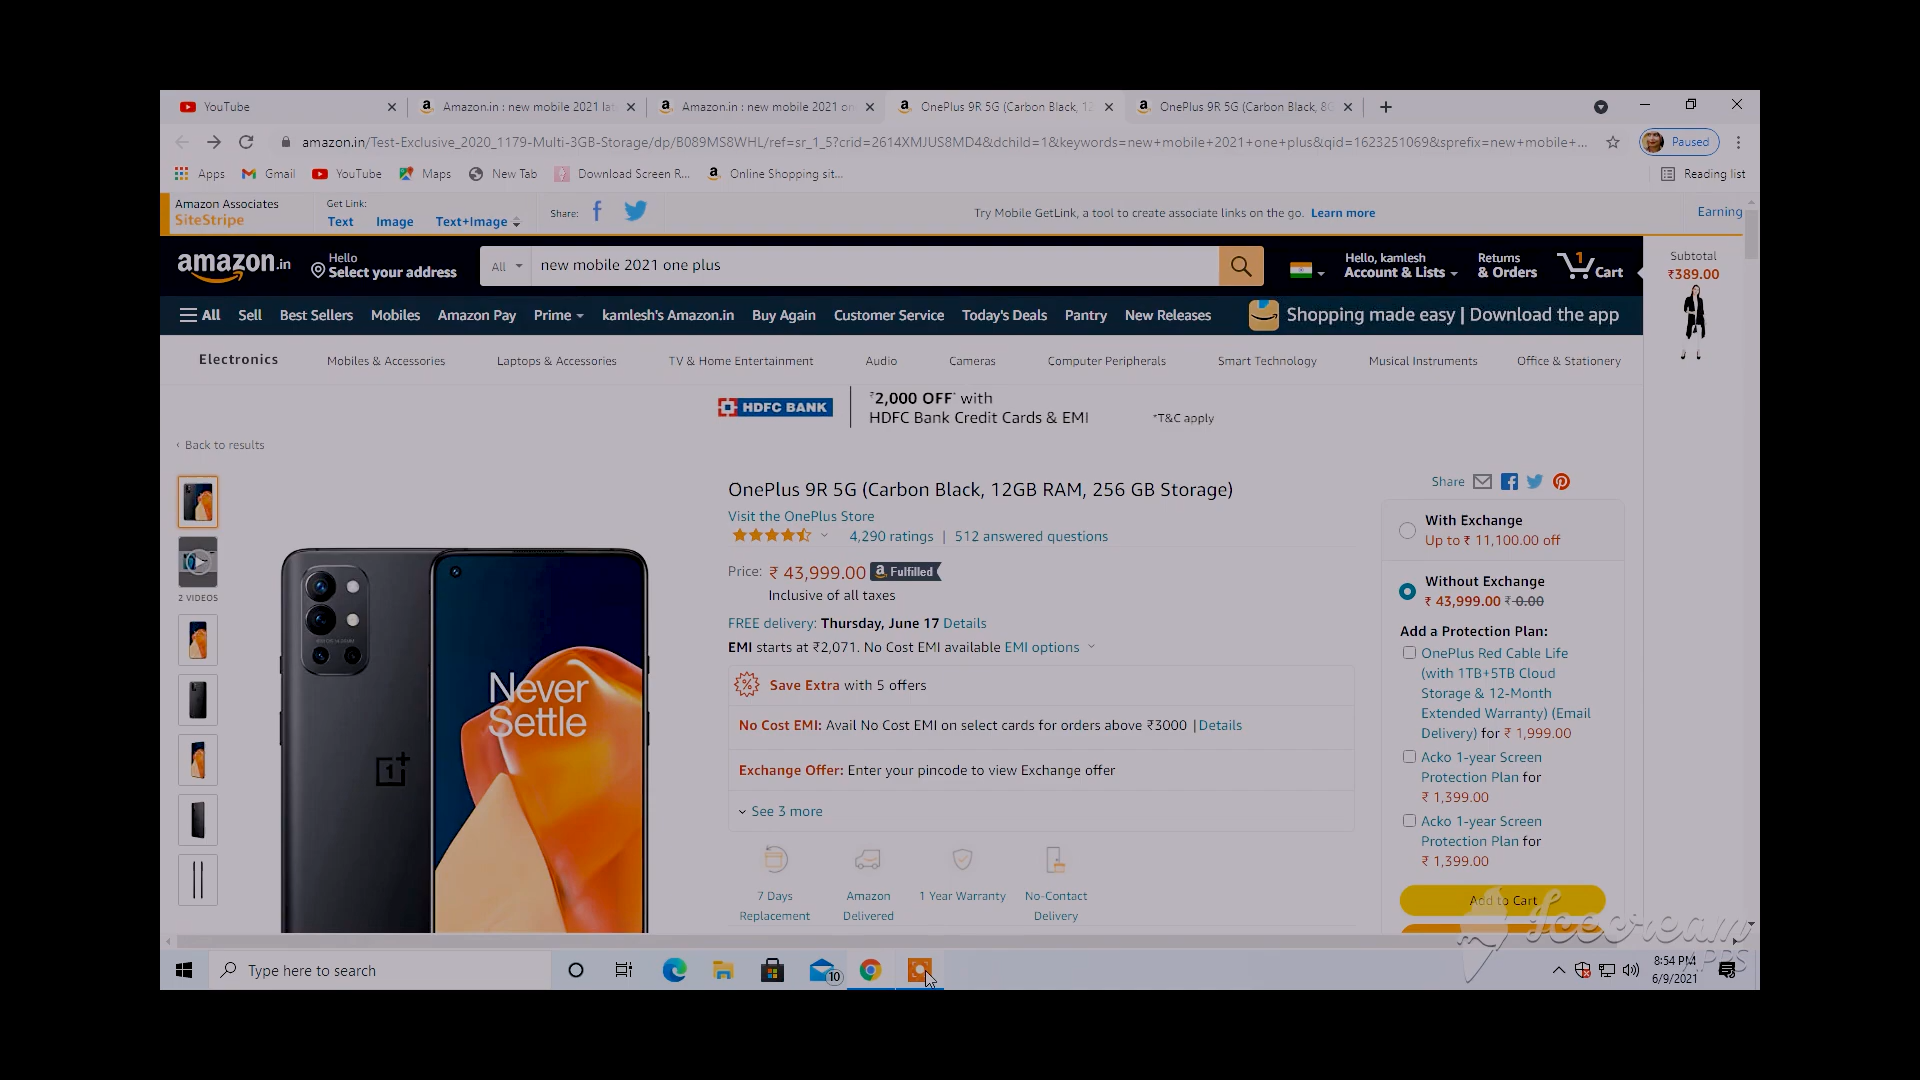 YouTube
Amazon.in : new mobile 2021 lat
Amazon.in : new mobile 2021 on
OnePlus 9R 5G (Carbon Black, 12
OnePlus 9R 5G (Carbon Black, 8G
amazon.in/Test-Exclusive_2020_1179-Multi-3GB-Storage/dp/B089MS8WHL/ref=sr_1_5?crid=2614XMJUS8MD4&dchild=1&keywords=new+mobile+2021+one+plus&qid=1623251069&sprefix=new+mobile+...
Paused
Apps
Gmail
YouTube
Maps
New Tab
Download Screen R...
Online Shopping sit...
Reading list
Amazon Associates
SiteStripe
Get Link:
Text
Image
Text+Image
Share:
Try Mobile GetLink, a tool to create associate links on the go. Learn more
Earning
amazon.in
Hello
Select your address
All
new mobile 2021 one plus
Hello, kamlesh
Account & Lists
Returns
& Orders
1
Cart
Subtotal
₹389.00
All
Sell
Best Sellers
Mobiles
Amazon Pay
Prime
kamlesh's Amazon.in
Buy Again
Customer Service
Today's Deals
Pantry
New Releases
Shopping made easy | Download the app
Electronics
Mobiles & Accessories
Laptops & Accessories
TV & Home Entertainment
Audio
Cameras
Computer Peripherals
Smart Technology
Musical Instruments
Office & Stationery
HDFC BANK
₹2,000 OFF* with
HDFC Bank Credit Cards & EMI
*T&C apply
‹ Back to results
2 VIDEOS
Never
Settle
OnePlus 9R 5G (Carbon Black, 12GB RAM, 256 GB Storage)
Visit the OnePlus Store
4,290 ratings | 512 answered questions
Price: ₹ 43,999.00 Fulfilled
Inclusive of all taxes
FREE delivery: Thursday, June 17 Details
EMI starts at ₹2,071. No Cost EMI available EMI options
Save Extra with 5 offers
No Cost EMI: Avail No Cost EMI on select cards for orders above ₹3000 |Details
Exchange Offer: Enter your pincode to view Exchange offer
See 3 more
7 Days
Replacement
Amazon
Delivered
1 Year Warranty
No-Contact
Delivery
Share
With Exchange
Up to ₹ 11,100.00 off
Without Exchange
₹ 43,999.00 ₹ 0.00
Add a Protection Plan:
OnePlus Red Cable Life
(with 1TB+5TB Cloud
Storage & 12-Month
Extended Warranty) (Email
Delivery) for ₹ 1,999.00
Acko 1-year Screen
Protection Plan for
₹ 1,399.00
Acko 1-year Screen
Protection Plan for
₹ 1,399.00
Add to Cart
Icecream
APPS
Type here to search
10
8:54 PM
6/9/2021